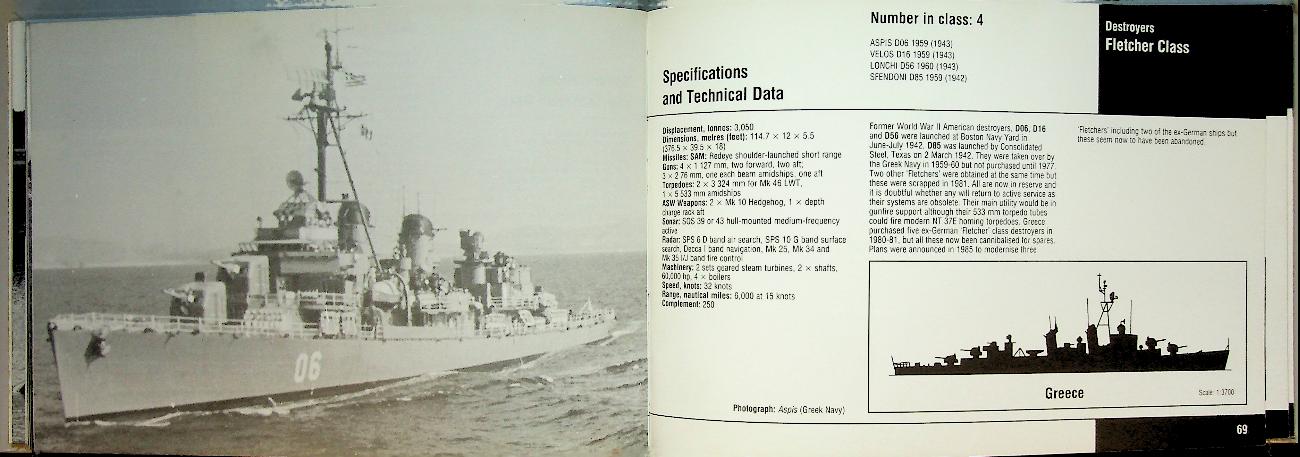 06
Specifications
and Technical Data
Displacement, tonnes: 3,050
Dimensions, metres (feet): 114.7 × 12 × 5.5
(376.5 × 39.5 × 18)
Missiles: SAM: Redeye shoulder-launched short range
Guns: 4 × 1 127 mm, two forward, two aft;
3 × 2 76 mm, one each beam amidships, one aft
Torpedoes: 2 × 3 324 mm for Mk 46 LWT,
1 × 5 533 mm amidships
ASW Weapons: 2 × Mk 10 Hedgehog, 1 × depth
charge rack aft
Sonar: SQS 39 or 43 hull-mounted medium-frequency
active
Radar: SPS 6 D band air search, SPS 10 G band surface
search, Decca I band navigation, Mk 25, Mk 34 and
Mk 35 I/J band fire control
Machinery: 2 sets geared steam turbines, 2 × shafts,
60,000 hp, 4 × boilers
Speed, knots: 32 knots
Range, nautical miles: 6,000 at 15 knots
Complement: 250
Photograph: Aspis (Greek Navy)
Number in class: 4
ASPIS D06 1959 (1943)
VELOS D16 1959 (1943)
LONCHI D56 1960 (1943)
SFENDONI D85 1959 (1942)
Destroyers
Fletcher Class
Former World War II American destroyers, D06, D16
and D56 were launched at Boston Navy Yard in
June-July 1942, D85 was launched by Consolidated
Steel, Texas on 2 March 1942. They were taken over by
the Greek Navy in 1959-60 but not purchased until 1977.
Two other 'Fletchers' were obtained at the same time but
these were scrapped in 1981. All are now in reserve and
it is doubtful whether any will return to active service as
their systems are obsolete. Their main utility would be in
gunfire support although their 533 mm torpedo tubes
could fire modern NT 37E homing torpedoes. Greece
purchased five ex-German 'Fletcher' class destroyers in
1980-81, but all these now been cannibalised for spares.
Plans were announced in 1985 to modernise three
'Fletchers' including two of the ex-German ships but
these seem now to have been abandoned.
Greece
Scale: 1:3700
69